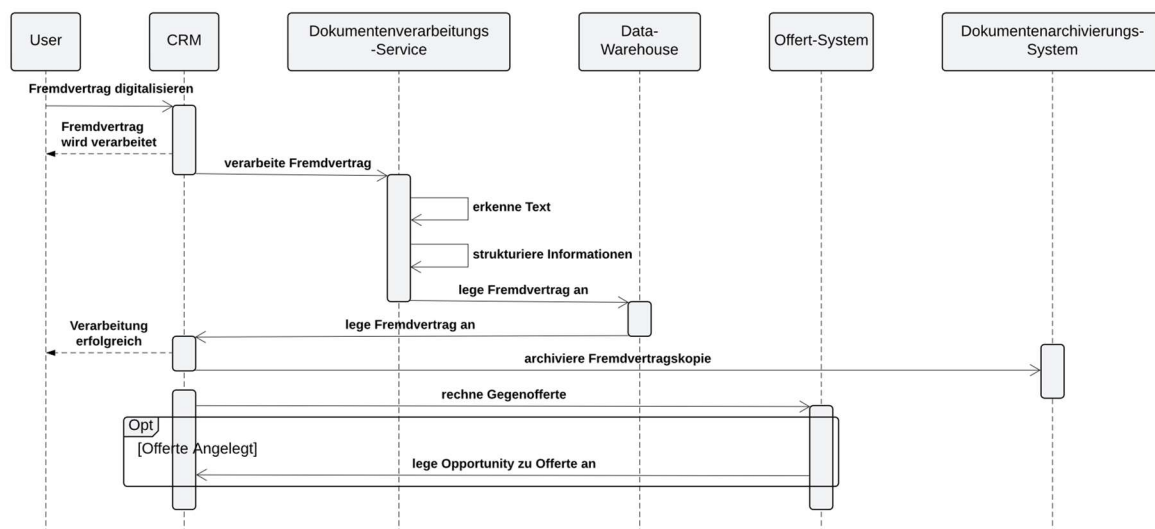 User
CRM
Dokumentenverarbeitungs
-Service
Data-
Warehouse
Offert-System
Dokumentenarchivierungs-
System
Fremdvertrag digitalisieren
Fremdvertrag
wird verarbeitet
verarbeite Fremdvertrag
erkenne Text
strukturiere Informationen
lege Fremdvertrag an
lege Fremdvertrag an
Verarbeitung
erfolgreich
archiviere Fremdvertragskopie
rechne Gegenofferte
Opt
[Offerte Angelegt]
lege Opportunity zu Offerte an